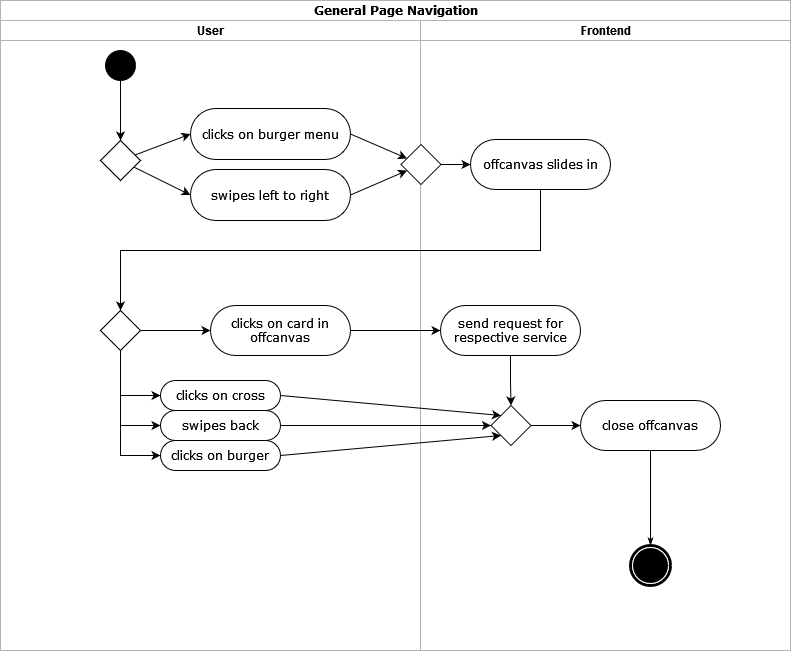 General Page Navigation
User
Frontend
clicks on burger menu
swipes left to right
offcanvas slides in
clicks on card in
offcanvas
send request for
respective service
clicks on cross
swipes back
clicks on burger
close offcanvas